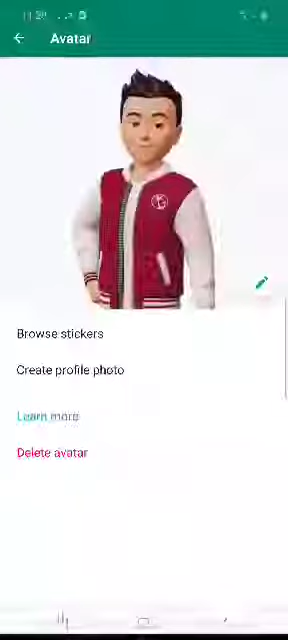 Avatar
Browse stickers
Create profile photo
Learn more
Delete avatar